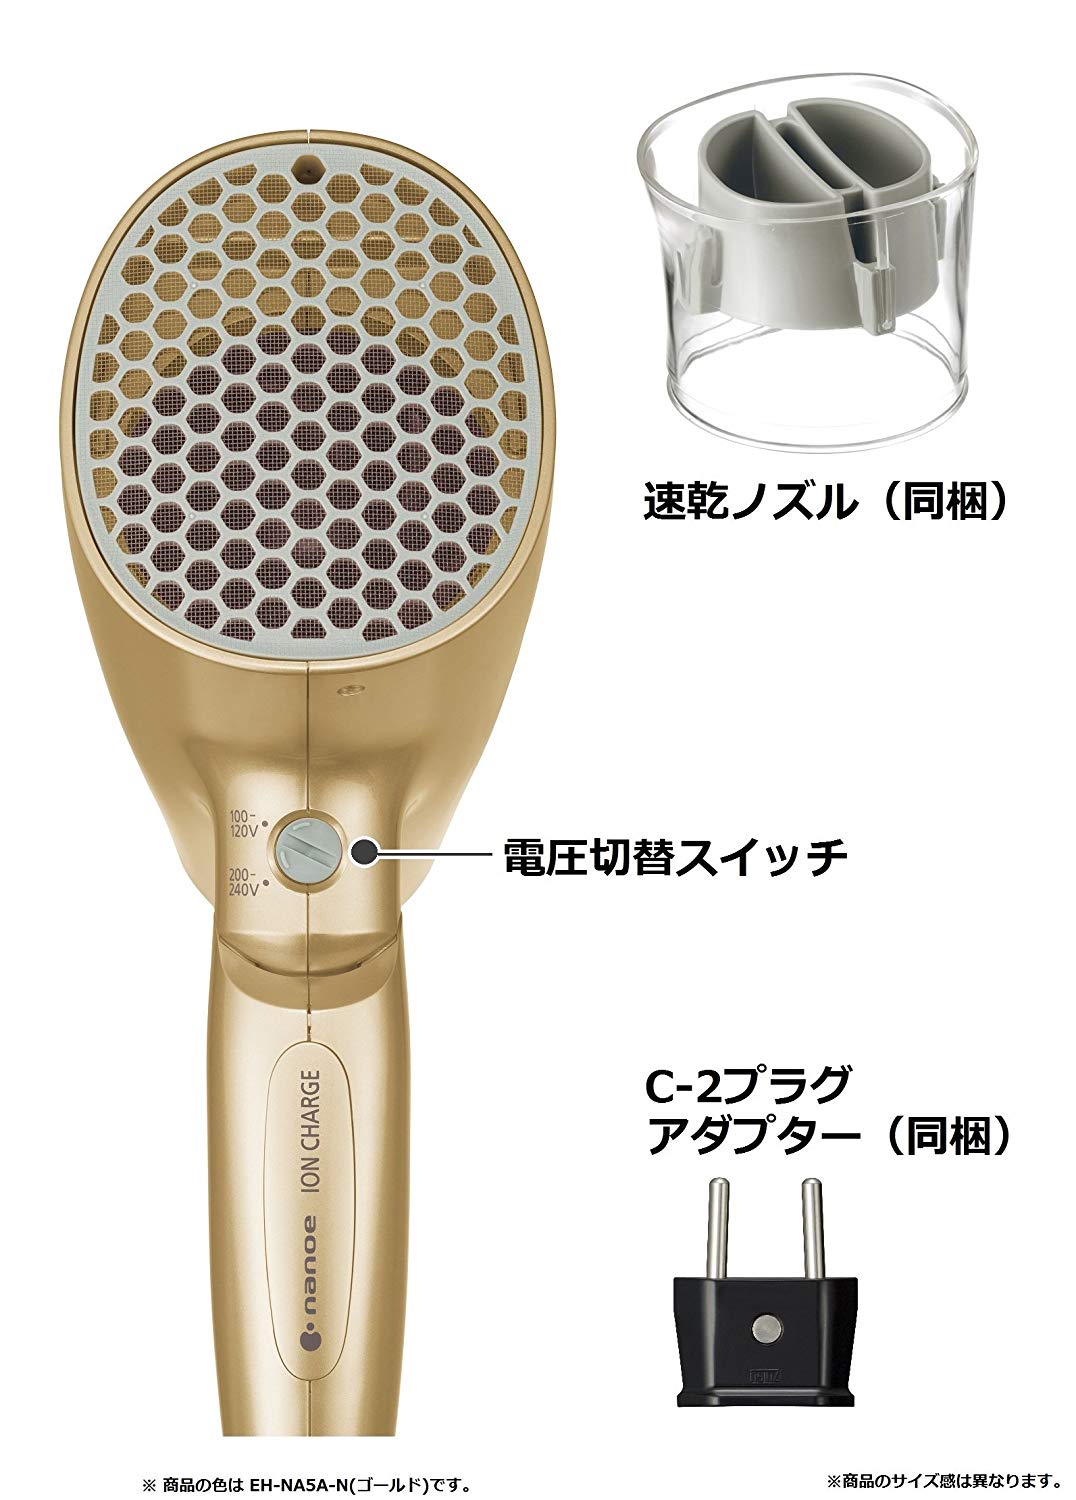 速乾ノズル（同梱）
100-
120V
電圧切替スイッチ
200-
240V
C-2プラグ
アダプター（同梱）
nanoe ION CHARGE
※ 商品の色は EH-NA5A-N(ゴールド)です。
※商品のサイズ感は異なります。